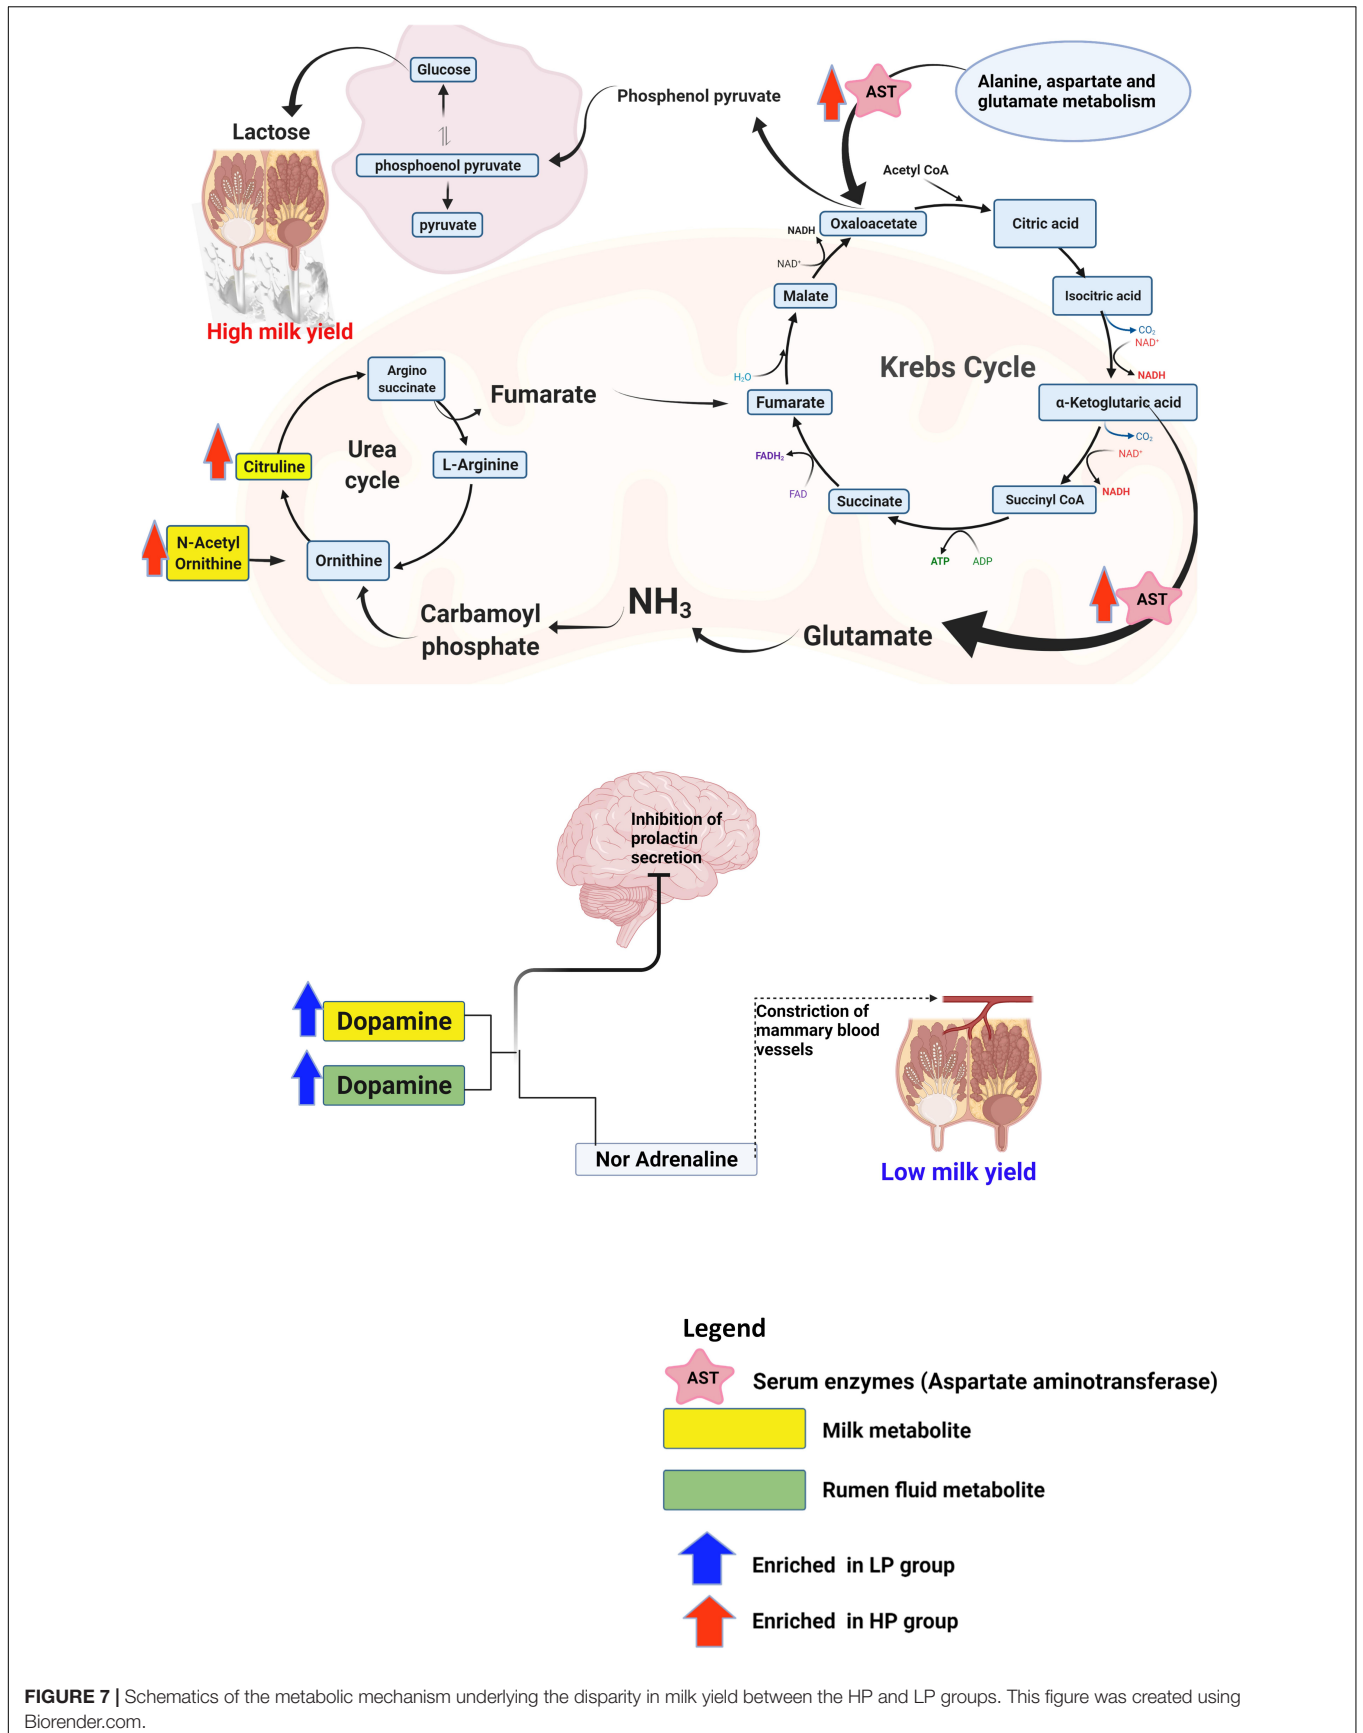 Glucose
Phosphenol pyruvate
AST
Alanine, aspartate and
glutamate metabolism
Lactose
phosphoenol pyruvate
pyruvate
Acetyl CoA
Oxaloacetate
Citric acid
NADH
NAD⁺
Malate
Isocitric acid
CO₂
NAD⁺
NADH
High milk yield
Krebs Cycle
H₂O
Fumarate
α-Ketoglutaric acid
CO₂
NAD⁺
NADH
Argino
succinate
Fumarate
Urea
cycle
Citruline
L-Arginine
FADH₂
FAD
Succinate
Succinyl CoA
ATP
ADP
N-Acetyl
Ornithine
Ornithine
AST
Carbamoyl
phosphate
NH₃
Glutamate
Inhibition of
prolactin
secretion
Dopamine
Dopamine
Constriction of
mammary blood
vessels
Nor Adrenaline
Low milk yield
Legend
AST
Serum enzymes (Aspartate aminotransferase)
Milk metabolite
Rumen fluid metabolite
Enriched in LP group
Enriched in HP group
FIGURE 7 | Schematics of the metabolic mechanism underlying the disparity in milk yield between the HP and LP groups. This figure was created using
Biorender.com.